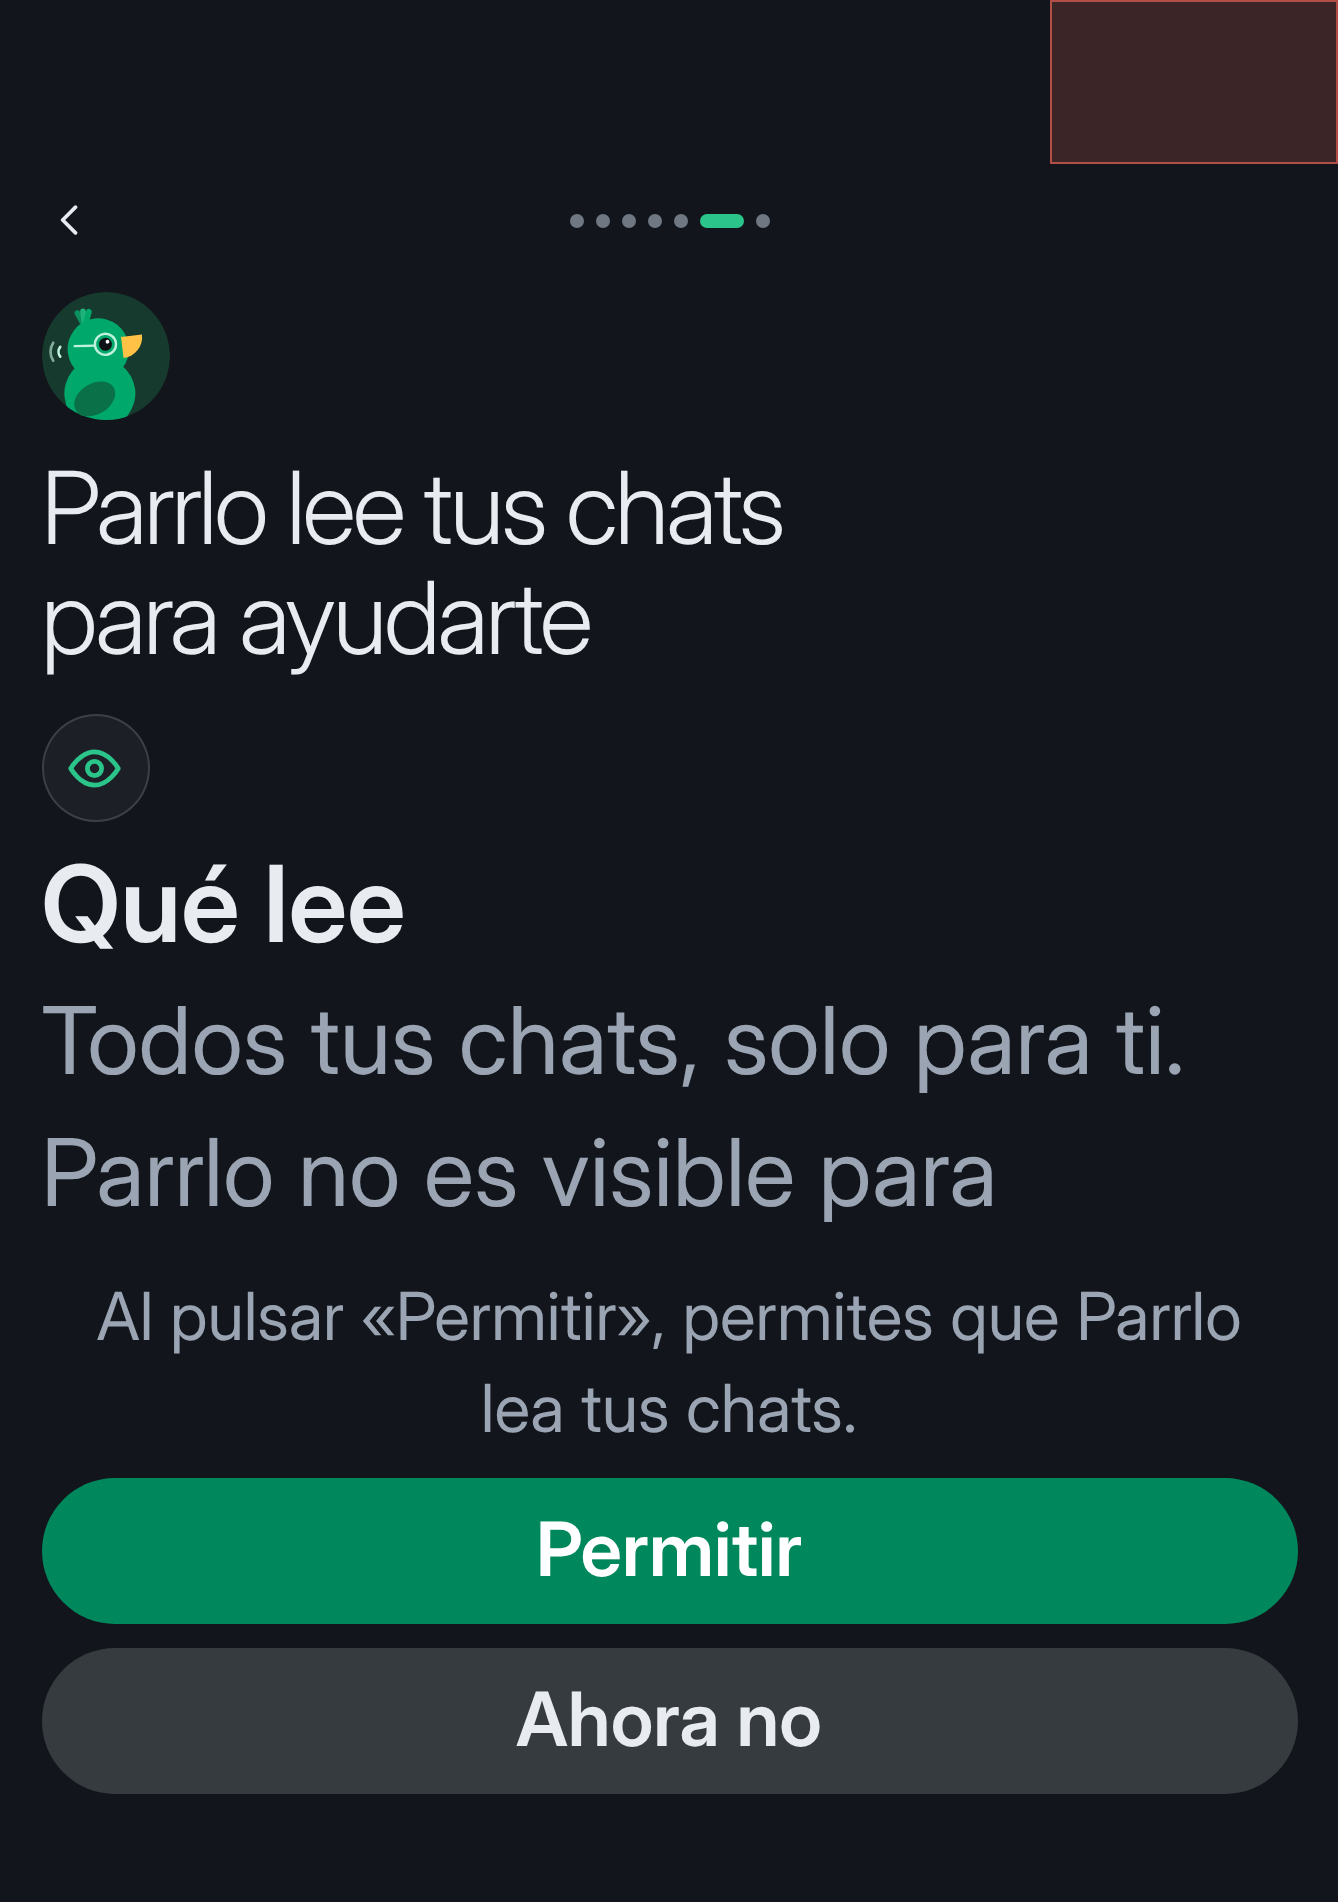 Parrlo lee tus chats
para ayudarte
Qué lee
Todos tus chats, solo para ti.
Parrlo no es visible para
Al pulsar «Permitir», permites que Parrlo
lea tus chats.
Permitir
Ahora no